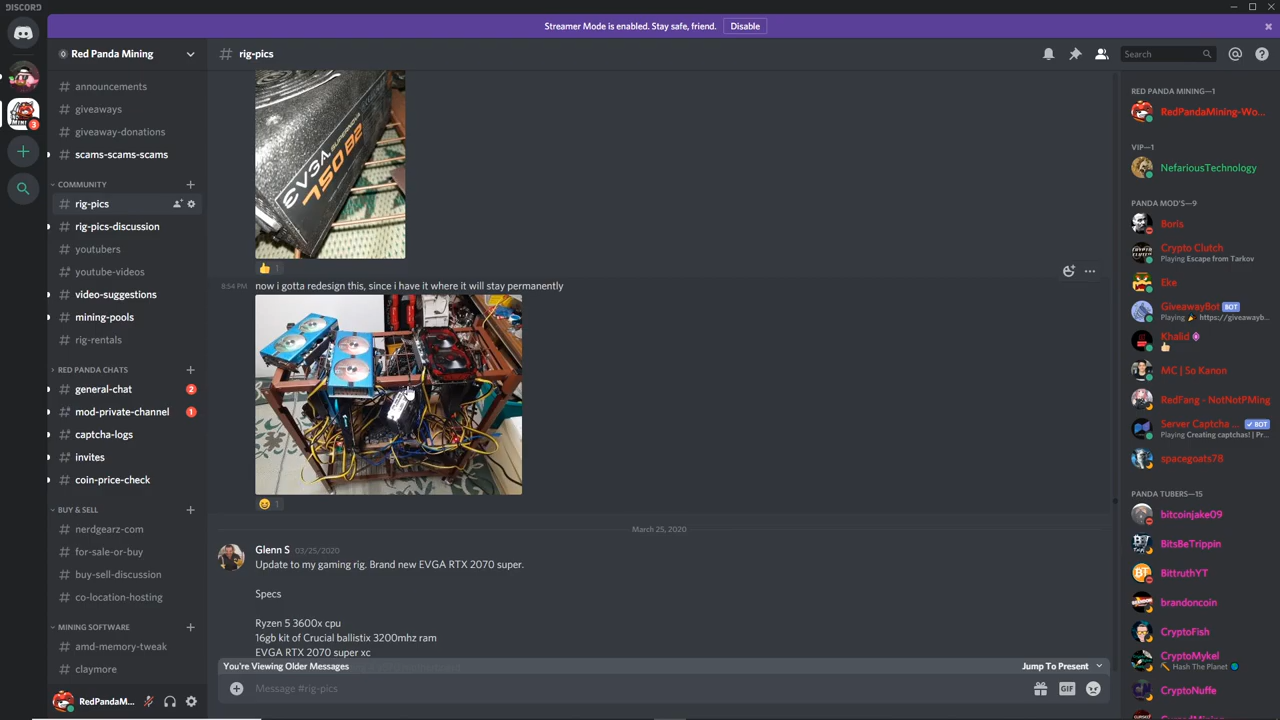 DISCORD
Streamer Mode is enabled. Stay safe, friend.
Disable
Red Panda Mining
announcements
giveaways
giveaway-donations
scams-scams-scams
COMMUNITY
rig-pics
rig-pics-discussion
youtubers
youtube-videos
video-suggestions
mining-pools
rig-rentals
RED PANDA CHATS
general-chat
2
mod-private-channel
1
captcha-logs
invites
coin-price-check
BUY & SELL
nerdgearz-com
for-sale-or-buy
buy-sell-discussion
co-location-hosting
MINING SOFTWARE
amd-memory-tweak
claymore
RedPandaM...
3
# rig-pics
Search
EVGA SUPERNOVA
1
8:54 PM now i gotta redesign this, since i have it where it will stay permanently
1
March 25, 2020
Glenn S 03/25/2020
Update to my gaming rig. Brand new EVGA RTX 2070 super.
Specs
Ryzen 5 3600x cpu
16gb kit of Crucial ballistix 3200mhz ram
EVGA RTX 2070 super xc
You're Viewing Older Messages
Jump To Present
Message #rig-pics
GIF
RED PANDA MINING—1
RedPandaMining-Wo...
VIP—1
NefariousTechnology
PANDA MOD'S—9
Boris
Crypto Clutch
Playing Escape from Tarkov
Eke
GiveawayBot BOT
Playing 🎉 https://giveawayb...
Khalid
MC | So Kanon
RedFang - NotNotPMing
Server Captcha ... ✔ BOT
Playing Creating captchas! | Pr...
spacegoats78
PANDA TUBERS—15
bitcoinjake09
BitsBeTrippin
BittruthYT
brandoncoin
CryptoFish
CryptoMykel
Hash The Planet
CryptoNuffe